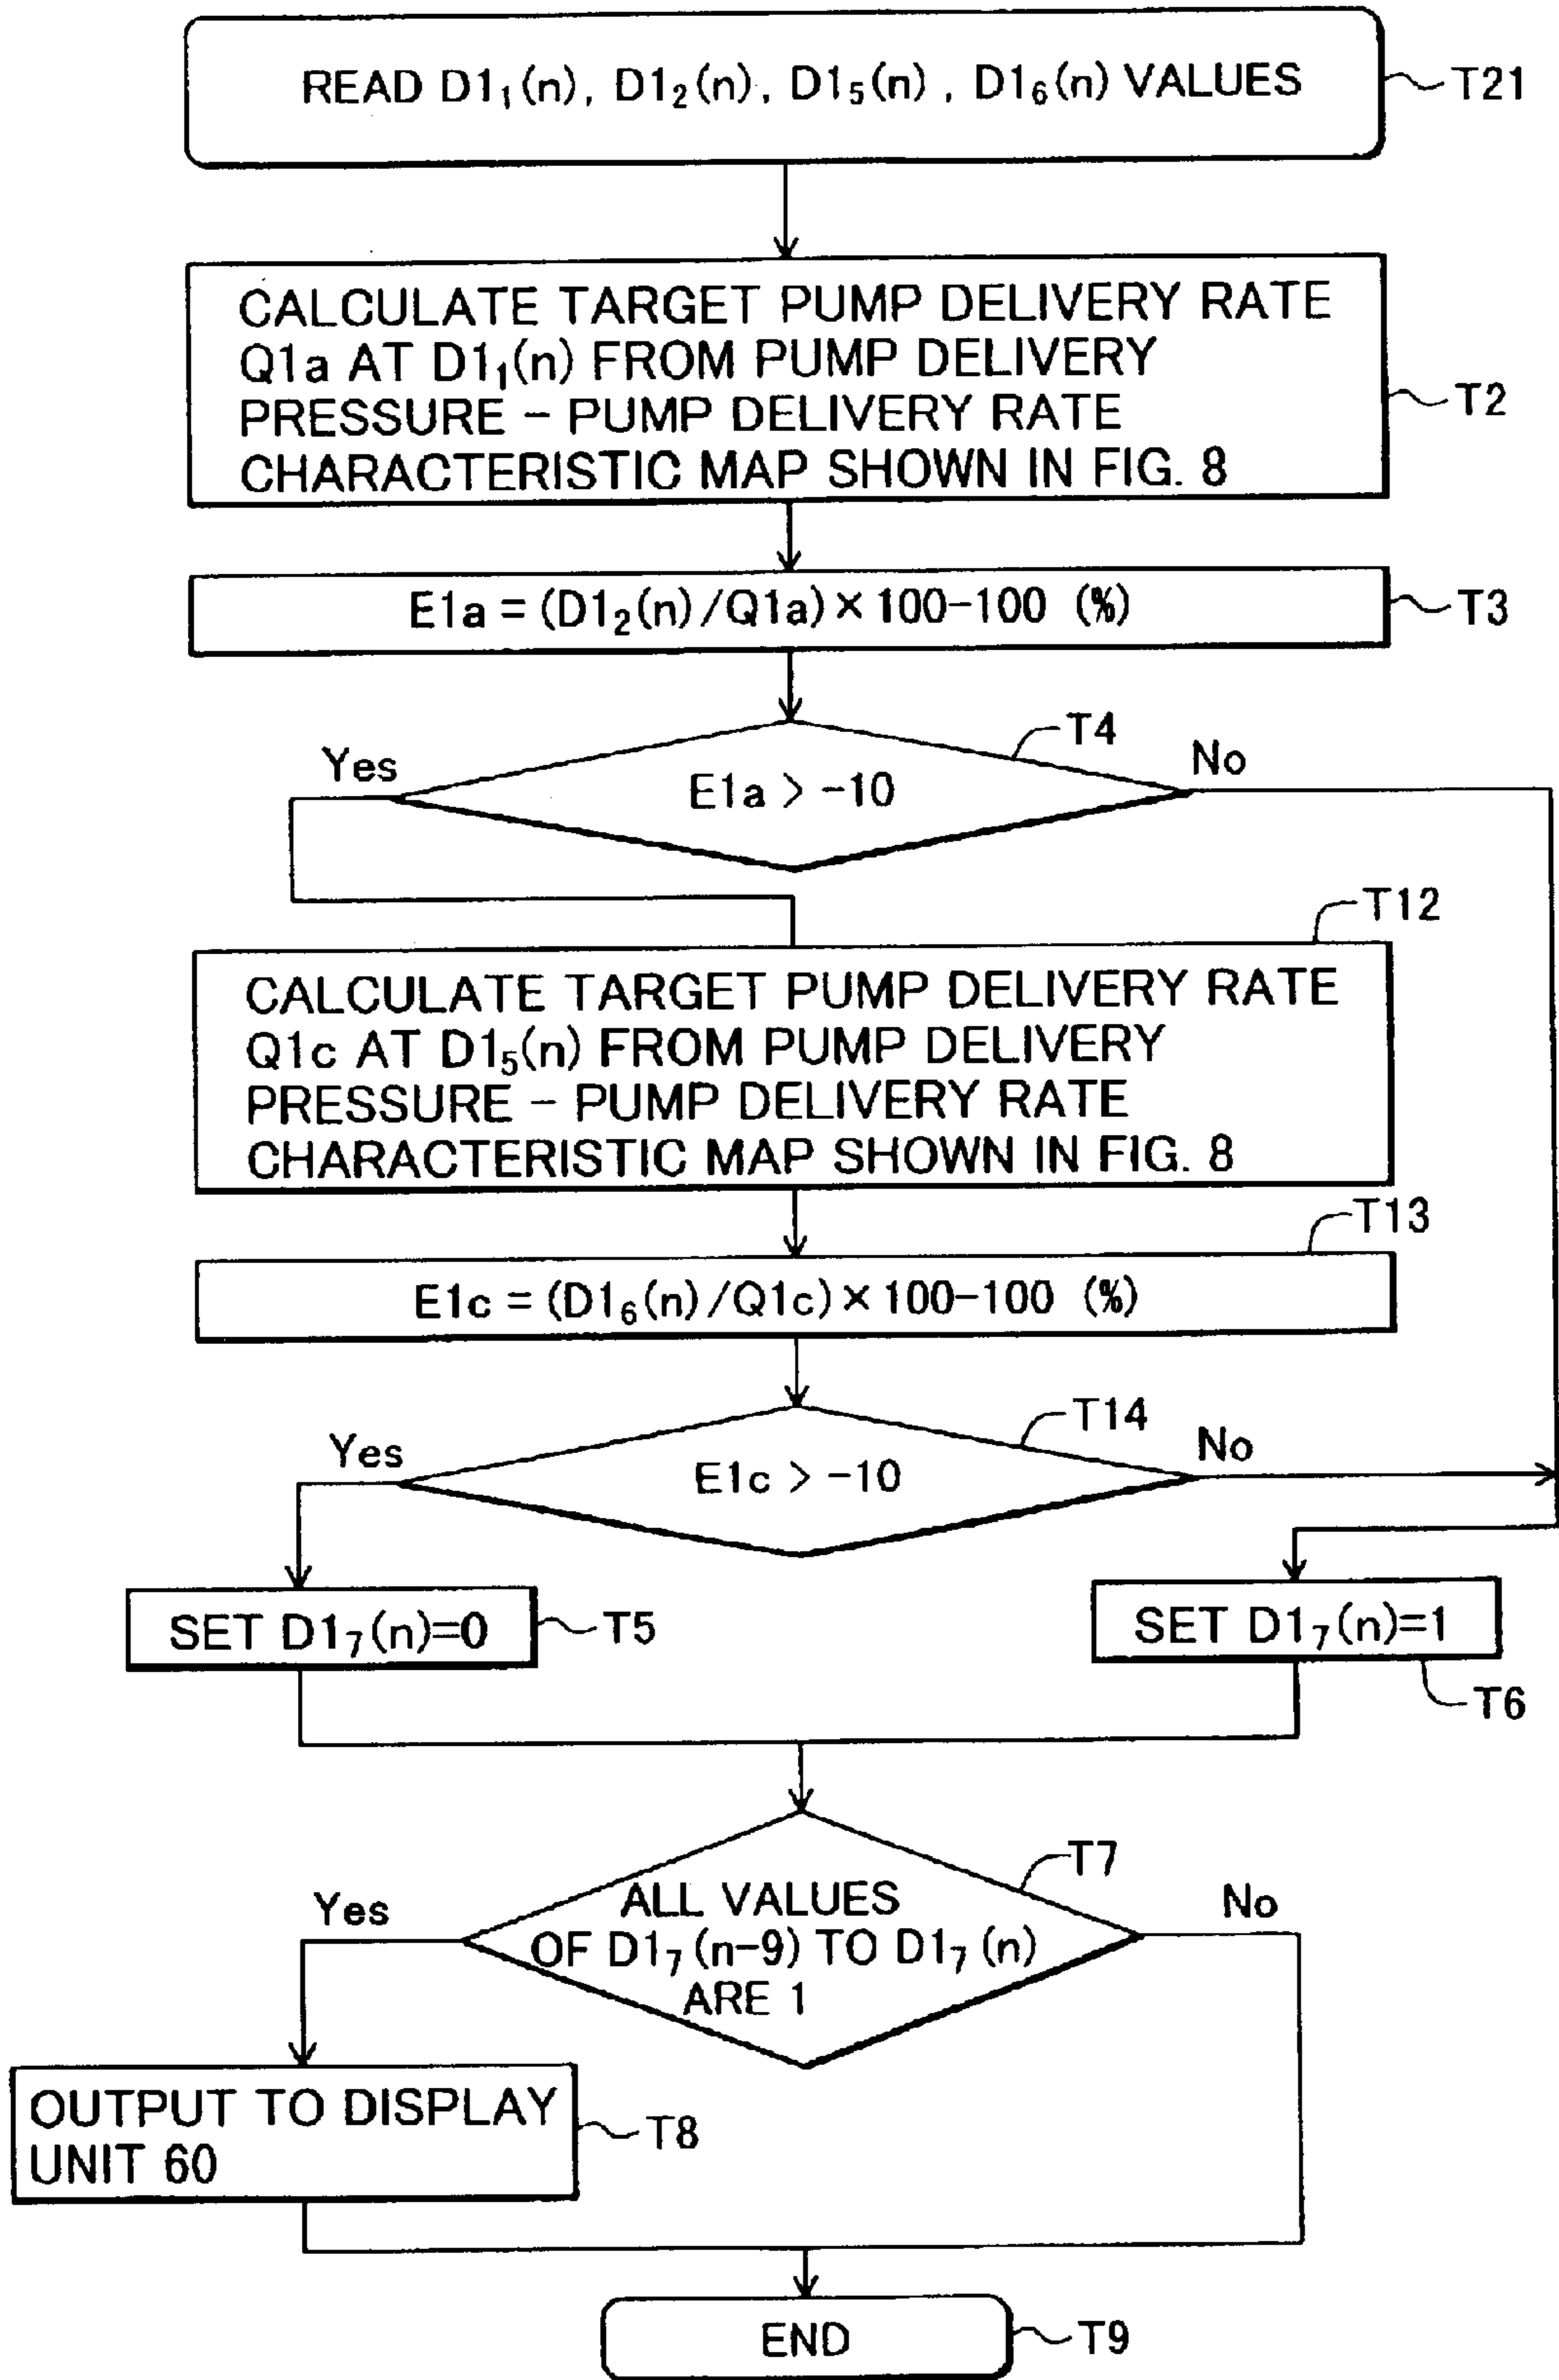 READ D1₁(n), D1₂(n), D1₅(n), D1₆(n) VALUES
T21
CALCULATE TARGET PUMP DELIVERY RATE
Q1a AT D1₁(n) FROM PUMP DELIVERY
PRESSURE – PUMP DELIVERY RATE
CHARACTERISTIC MAP SHOWN IN FIG. 8
T2
E1a = (D1₂(n)/Q1a) × 100–100 (%)
T3
T4
Yes
No
E1a > –10
T12
CALCULATE TARGET PUMP DELIVERY RATE
Q1c AT D1₅(n) FROM PUMP DELIVERY
PRESSURE – PUMP DELIVERY RATE
CHARACTERISTIC MAP SHOWN IN FIG. 8
T13
E1c = (D1₆(n)/Q1c) × 100–100 (%)
T14
Yes
No
E1c > –10
SET D1₇(n)=0
T5
SET D1₇(n)=1
T6
T7
Yes
No
ALL VALUES
OF D1₇(n–9) TO D1₇(n)
ARE 1
OUTPUT TO DISPLAY
UNIT 60
T8
END
T9